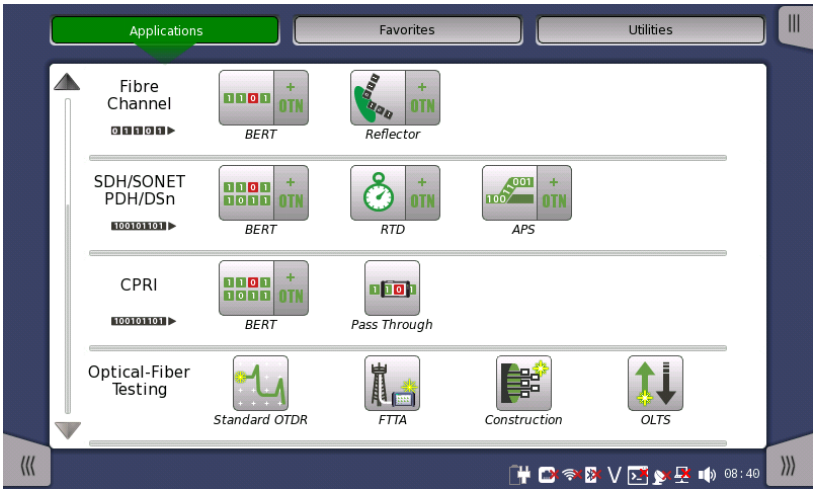 Applications
Favorites
Utilities
Fibre
Channel
01101
1101
+
OTN
BERT
+
OTN
Reflector
SDH/SONET
PDH/DSn
100101101
1101
1011
+
OTN
BERT
+
OTN
RTD
001
100
+
OTN
APS
CPRI
100101101
1101
1011
+
OTN
BERT
1101
Pass Through
Optical-Fiber
Testing
Standard OTDR
FTTA
Construction
OLTS
V
08:40